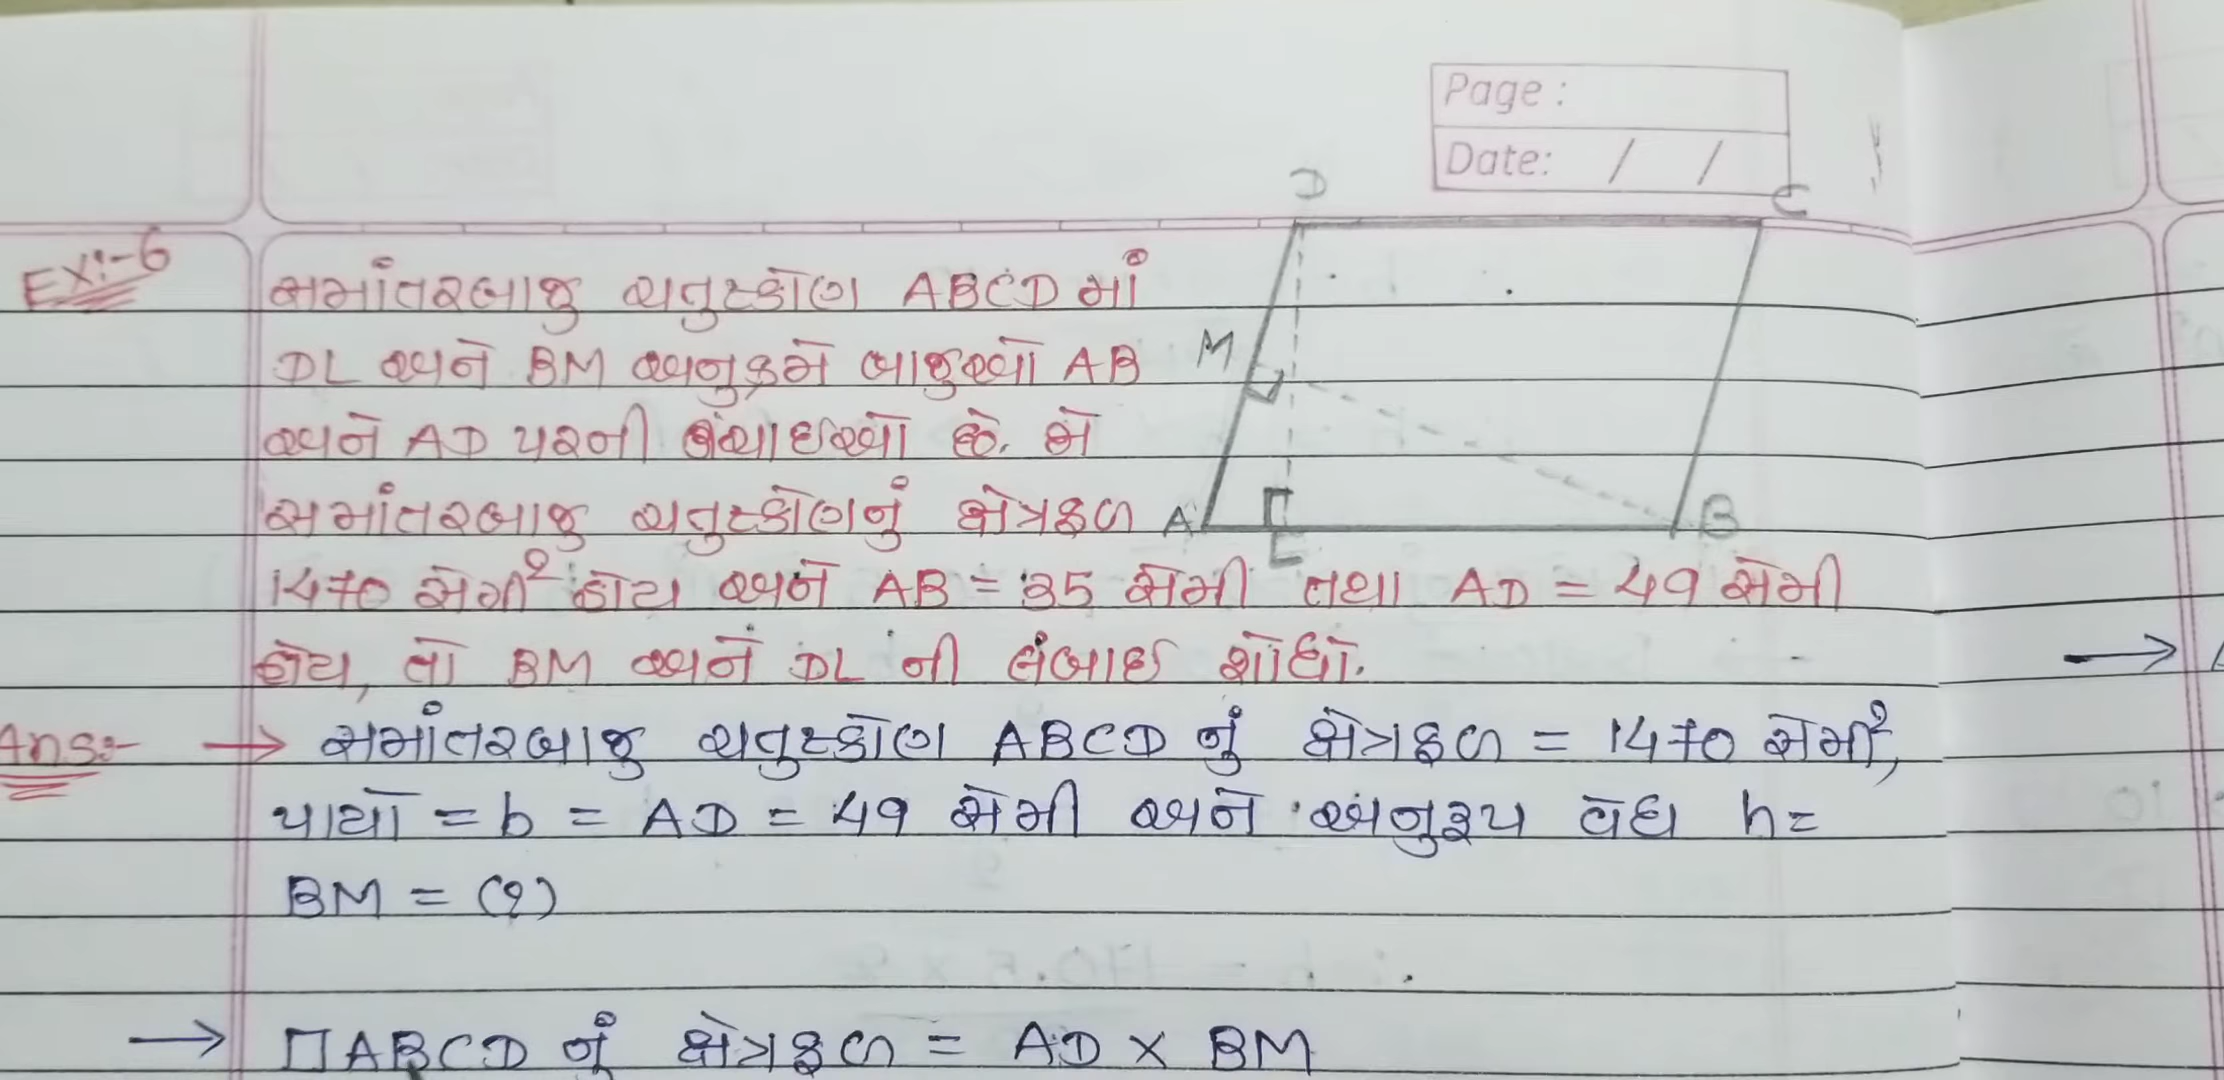 Page :
Date: / /
D C
Ex:-6 સમાંતરબાજુ ચતુષ્કોણ ABCD માં
DL અને BM અનુક્રમે બાજુઓ AB
M
અને AD પરની લંબાઈઓ છે. જો
સમાંતરબાજુ ચતુષ્કોણનું ક્ષેત્રફળ
A B
L
1470 સેમી² હોય અને AB = 35 સેમી તથા AD = 49 સેમી
હોય, તો BM અને DL ની લંબાઈ શોધો.
Ans:- → સમાંતરબાજુ ચતુષ્કોણ ABCD નું ક્ષેત્રફળ = 1470 સેમી²,
પાયો = b = AD = 49 સેમી અને અનુરૂપ વેધ h =
BM = (?)
→ □ABCD નું ક્ષેત્રફળ = AD × BM